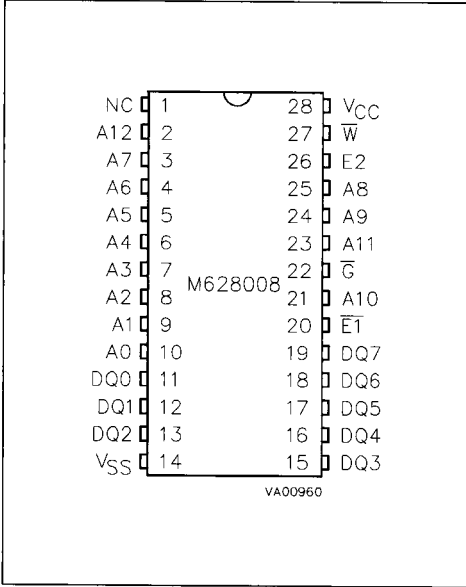 NC 1 28 VCC
A12 2 27 W̅
A7 3 26 E2
A6 4 25 A8
A5 5 24 A9
A4 6 23 A11
A3 7 22 G̅
A2 8 M628008 21 A10
A1 9 20 E̅1̅
A0 10 19 DQ7
DQ0 11 18 DQ6
DQ1 12 17 DQ5
DQ2 13 16 DQ4
VSS 14 15 DQ3
VA00960